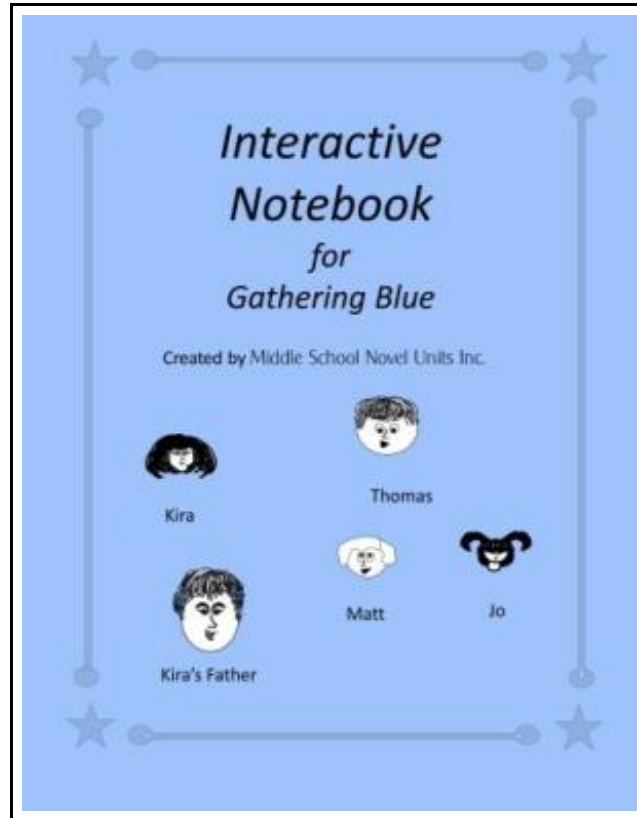 Interactive
Notebook
for
Gathering Blue
Created by Middle School Novel Units Inc.
Thomas
Kira
Matt
Jo
Kira's Father